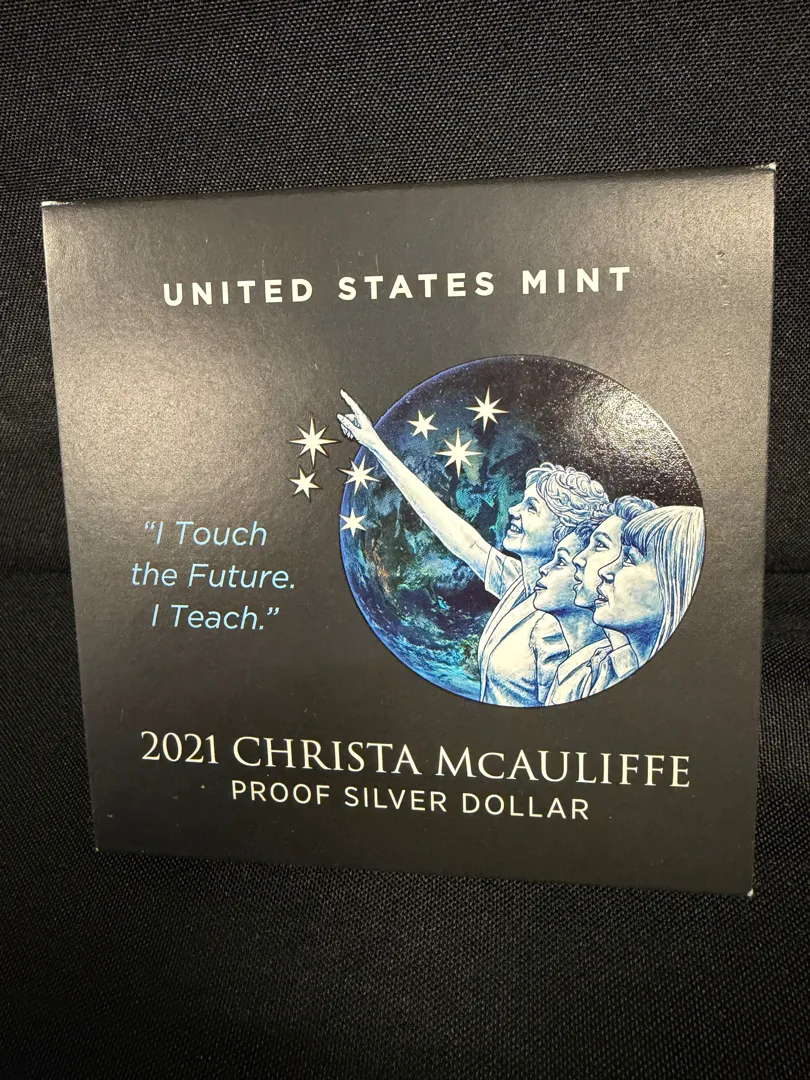 UNITED STATES MINT
“I Touch
the Future.
I Teach.”
2021 CHRISTA McAULIFFE
PROOF SILVER DOLLAR